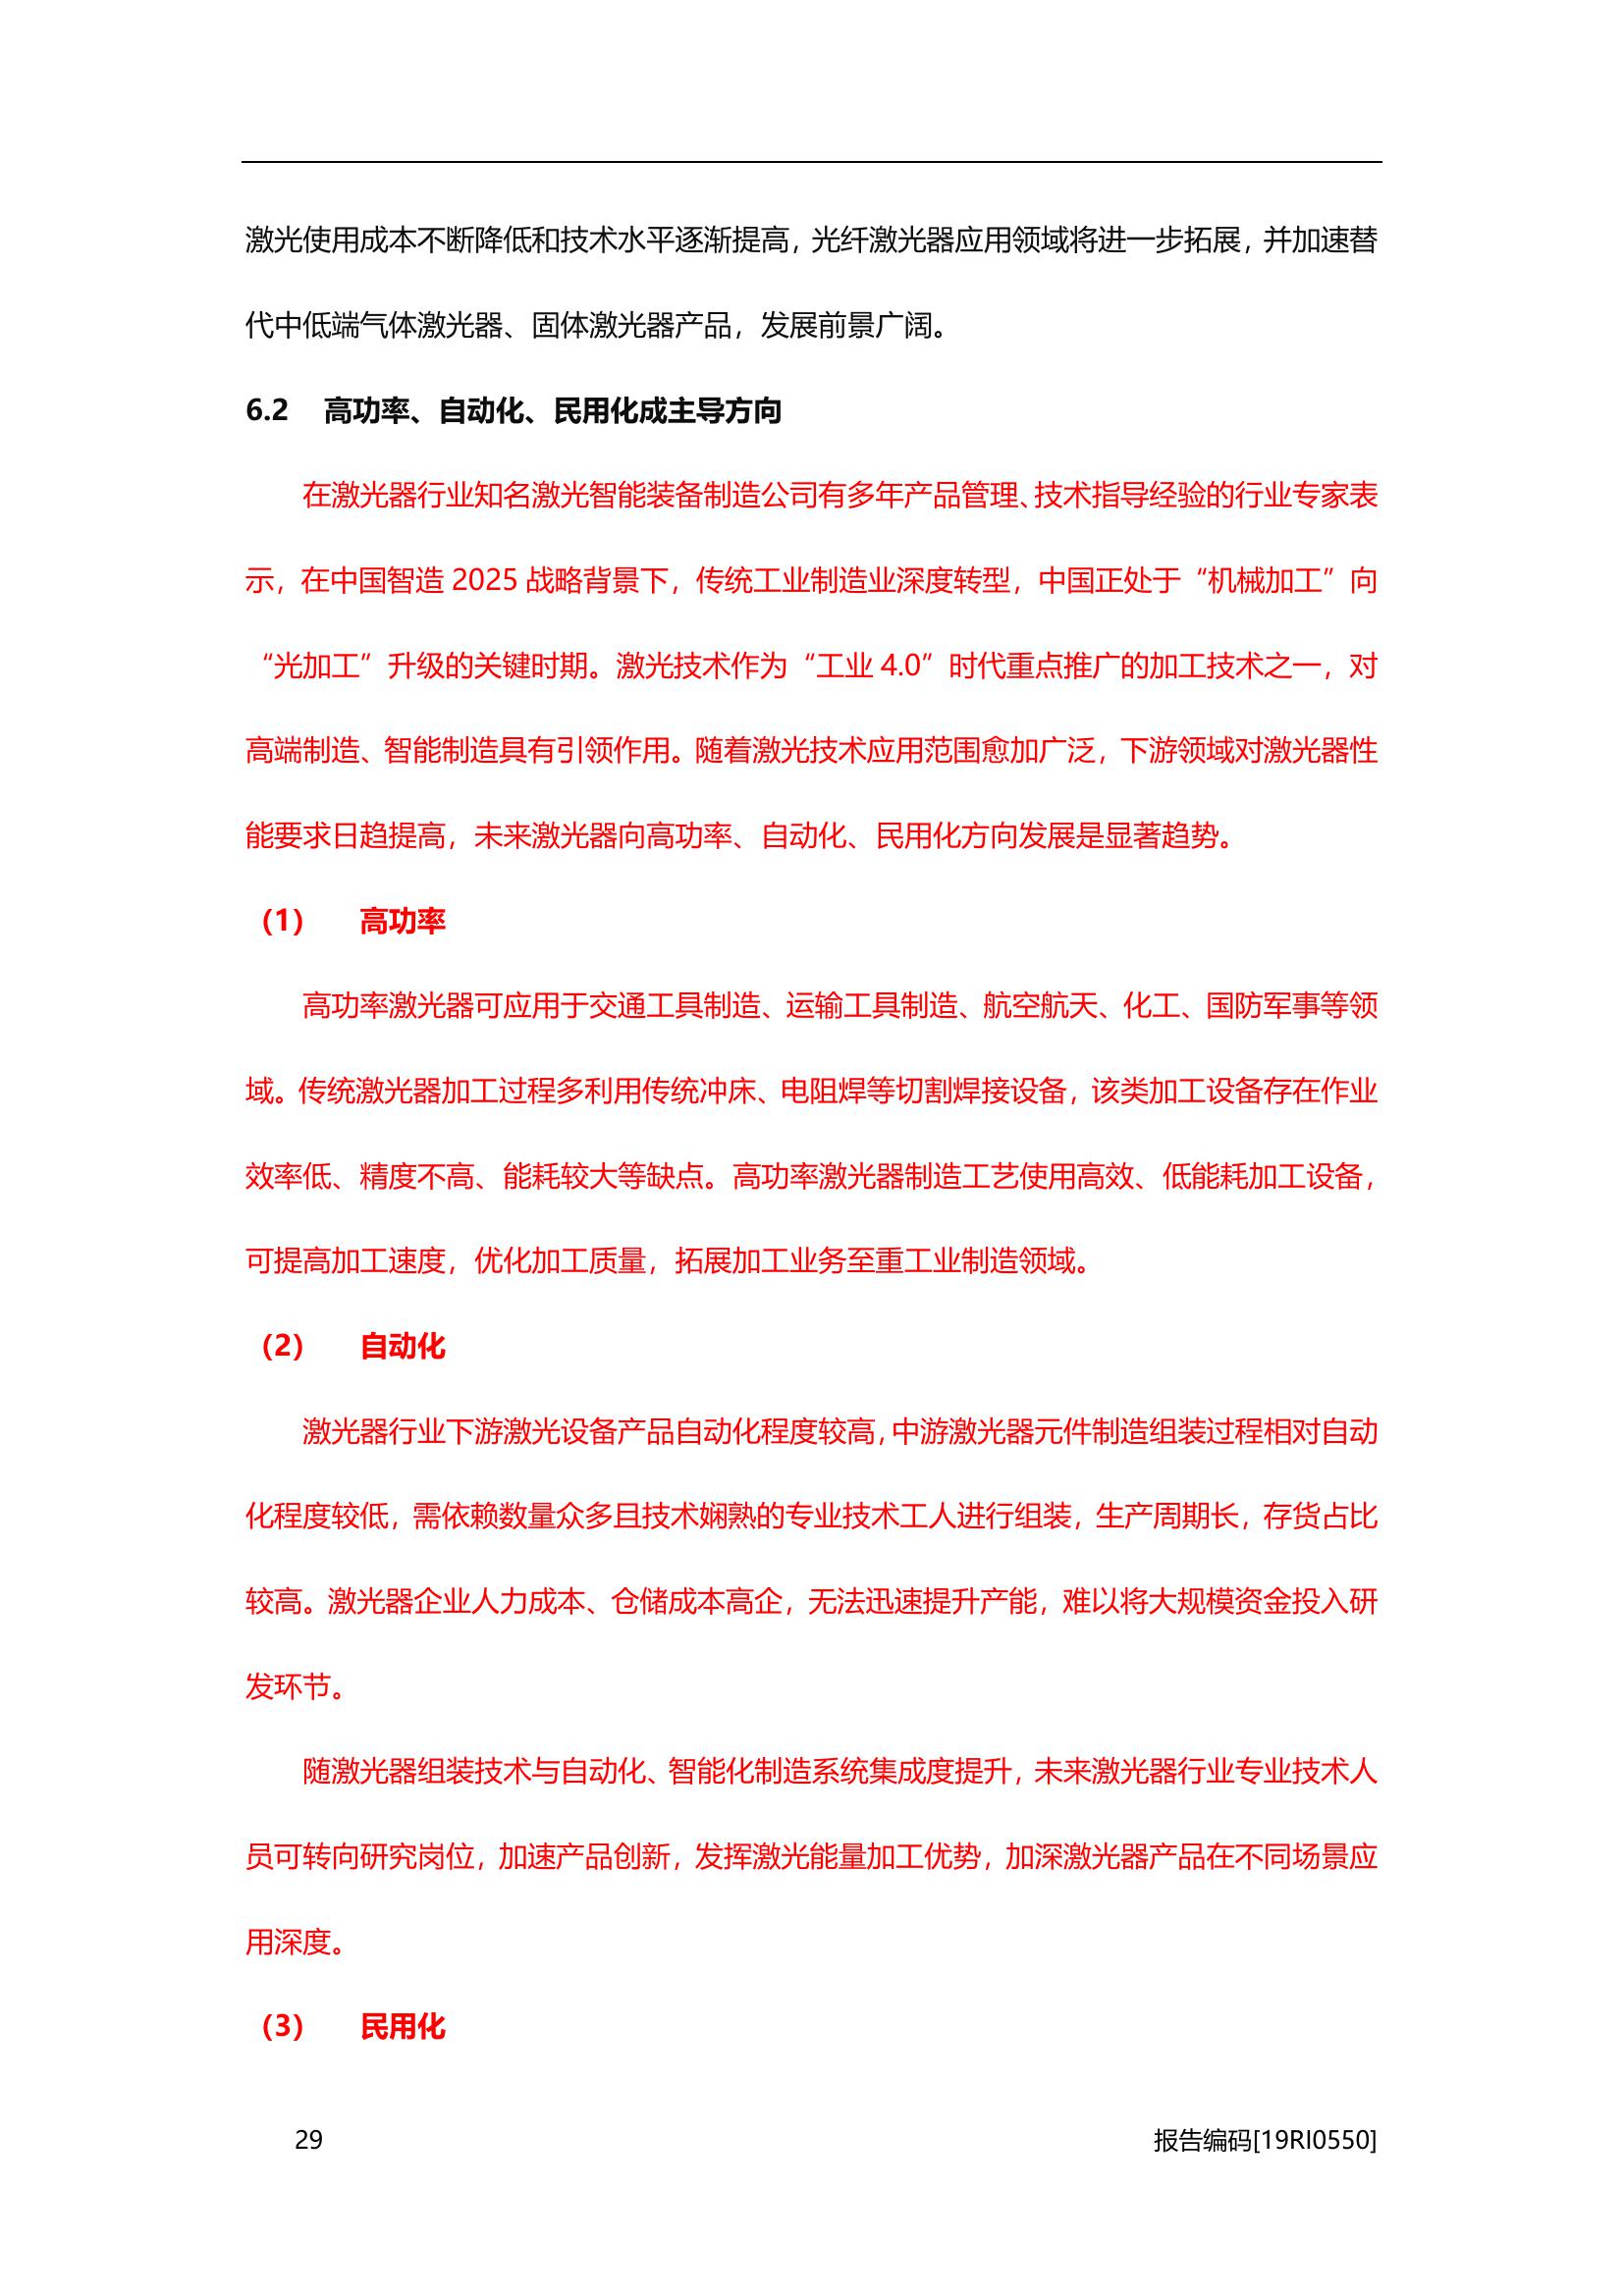 激光使用成本不断降低和技术水平逐渐提高，光纤激光器应用领域将进一步拓展，并加速替
代中低端气体激光器、固体激光器产品，发展前景广阔。
6.2 高功率、自动化、民用化成主导方向
在激光器行业知名激光智能装备制造公司有多年产品管理、技术指导经验的行业专家表
示，在中国智造 2025 战略背景下，传统工业制造业深度转型，中国正处于“机械加工”向
“光加工”升级的关键时期。激光技术作为“工业 4.0”时代重点推广的加工技术之一，对
高端制造、智能制造具有引领作用。随着激光技术应用范围愈加广泛，下游领域对激光器性
能要求日趋提高，未来激光器向高功率、自动化、民用化方向发展是显著趋势。
（1） 高功率
高功率激光器可应用于交通工具制造、运输工具制造、航空航天、化工、国防军事等领
域。传统激光器加工过程多利用传统冲床、电阻焊等切割焊接设备，该类加工设备存在作业
效率低、精度不高、能耗较大等缺点。高功率激光器制造工艺使用高效、低能耗加工设备，
可提高加工速度，优化加工质量，拓展加工业务至重工业制造领域。
（2） 自动化
激光器行业下游激光设备产品自动化程度较高，中游激光器元件制造组装过程相对自动
化程度较低，需依赖数量众多且技术娴熟的专业技术工人进行组装，生产周期长，存货占比
较高。激光器企业人力成本、仓储成本高企，无法迅速提升产能，难以将大规模资金投入研
发环节。
随激光器组装技术与自动化、智能化制造系统集成度提升，未来激光器行业专业技术人
员可转向研究岗位，加速产品创新，发挥激光能量加工优势，加深激光器产品在不同场景应
用深度。
（3） 民用化
29 报告编码[19RI0550]